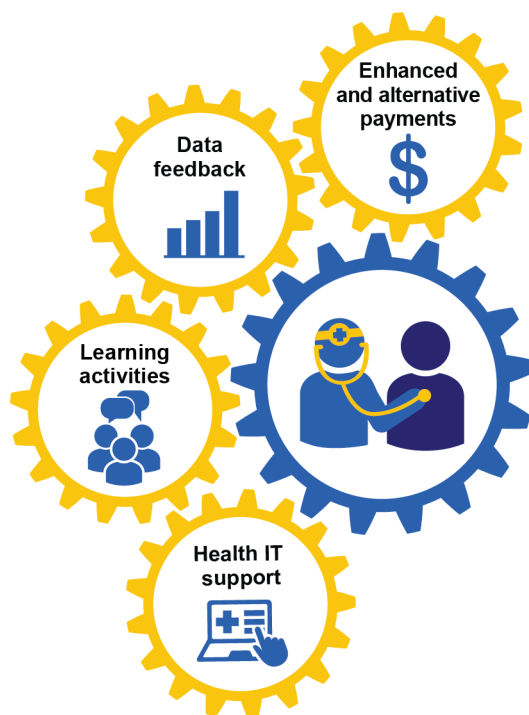 Enhanced
and alternative
payments
$
Data
feedback
Learning
activities
Health IT
support